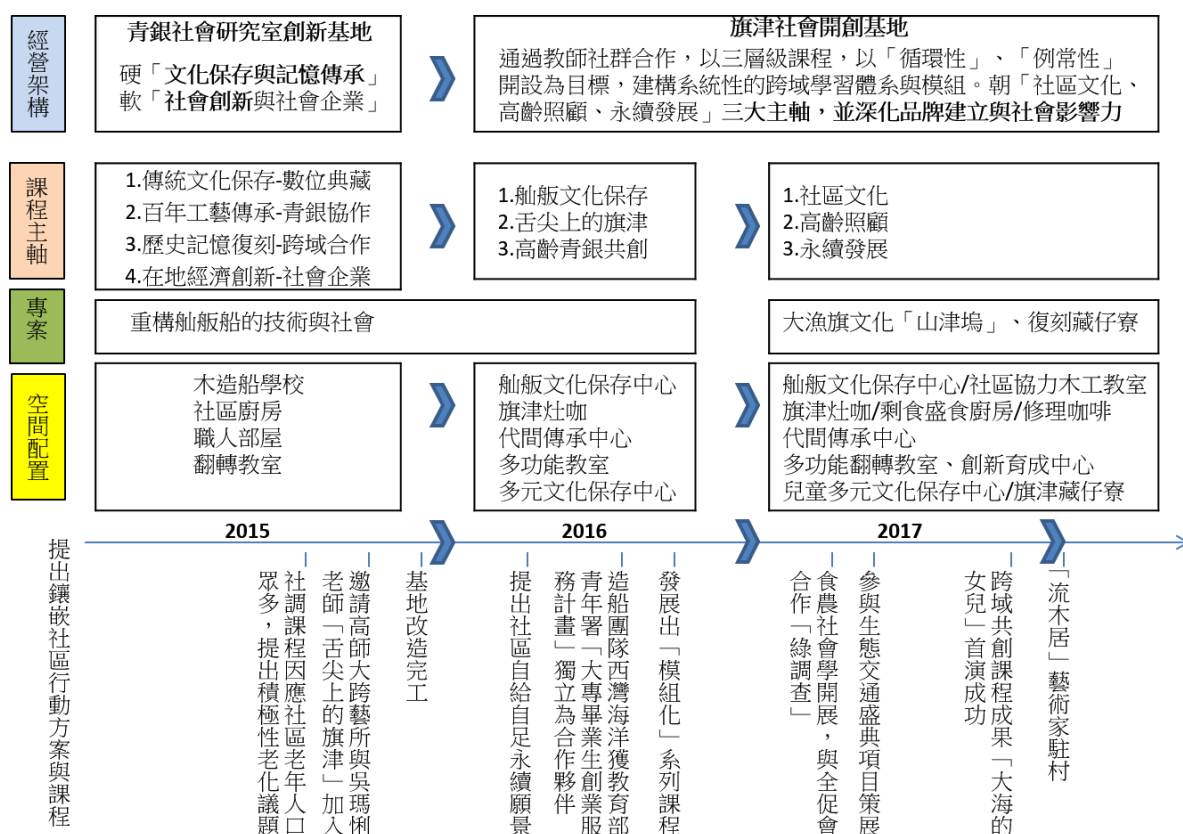 經營架構
青銀社會研究室創新基地
硬「文化保存與記憶傳承」
軟「社會創新與社會企業」
旗津社會開創基地
通過教師社群合作，以三層級課程，以「循環性」、「例常性」
開設為目標，建構系統性的跨域學習體系與模組。朝「社區文化、
高齡照顧、永續發展」三大主軸，並深化品牌建立與社會影響力
課程主軸
1.傳統文化保存-數位典藏
2.百年工藝傳承-青銀協作
3.歷史記憶復刻-跨域合作
4.在地經濟創新-社會企業
1.舢舨文化保存
2.舌尖上的旗津
3.高齡青銀共創
1.社區文化
2.高齡照顧
3.永續發展
專案
重構舢舨船的技術與社會
大漁旗文化「山津塢」、復刻藏仔寮
空間配置
木造船學校
社區廚房
職人部屋
翻轉教室
舢舨文化保存中心
旗津灶咖
代間傳承中心
多功能教室
多元文化保存中心
舢舨文化保存中心/社區協力木工教室
旗津灶咖/剩食盛食廚房/修理咖啡
代間傳承中心
多功能翻轉教室、創新育成中心
兒童多元文化保存中心/旗津藏仔寮
2015
2016
2017
提出鑲嵌社區行動方案與課程
社調課程因應社區老年人口
眾多，提出積極性老化議題
邀請高師大跨藝所與吳瑪悧
老師「舌尖上的旗津」加入
基地改造完工
提出社區自給自足永續願景
造船團隊西灣海洋獲教育部
青年署「大專畢業生創業服
務計畫」獨立為合作夥伴
發展出「模組化」系列課程
食農社會學開展，與全促會
合作「綠調查」
參與生態交通盛典項目策展
跨域共創課程成果「大海的
女兒」首演成功
「流木居」藝術家駐村